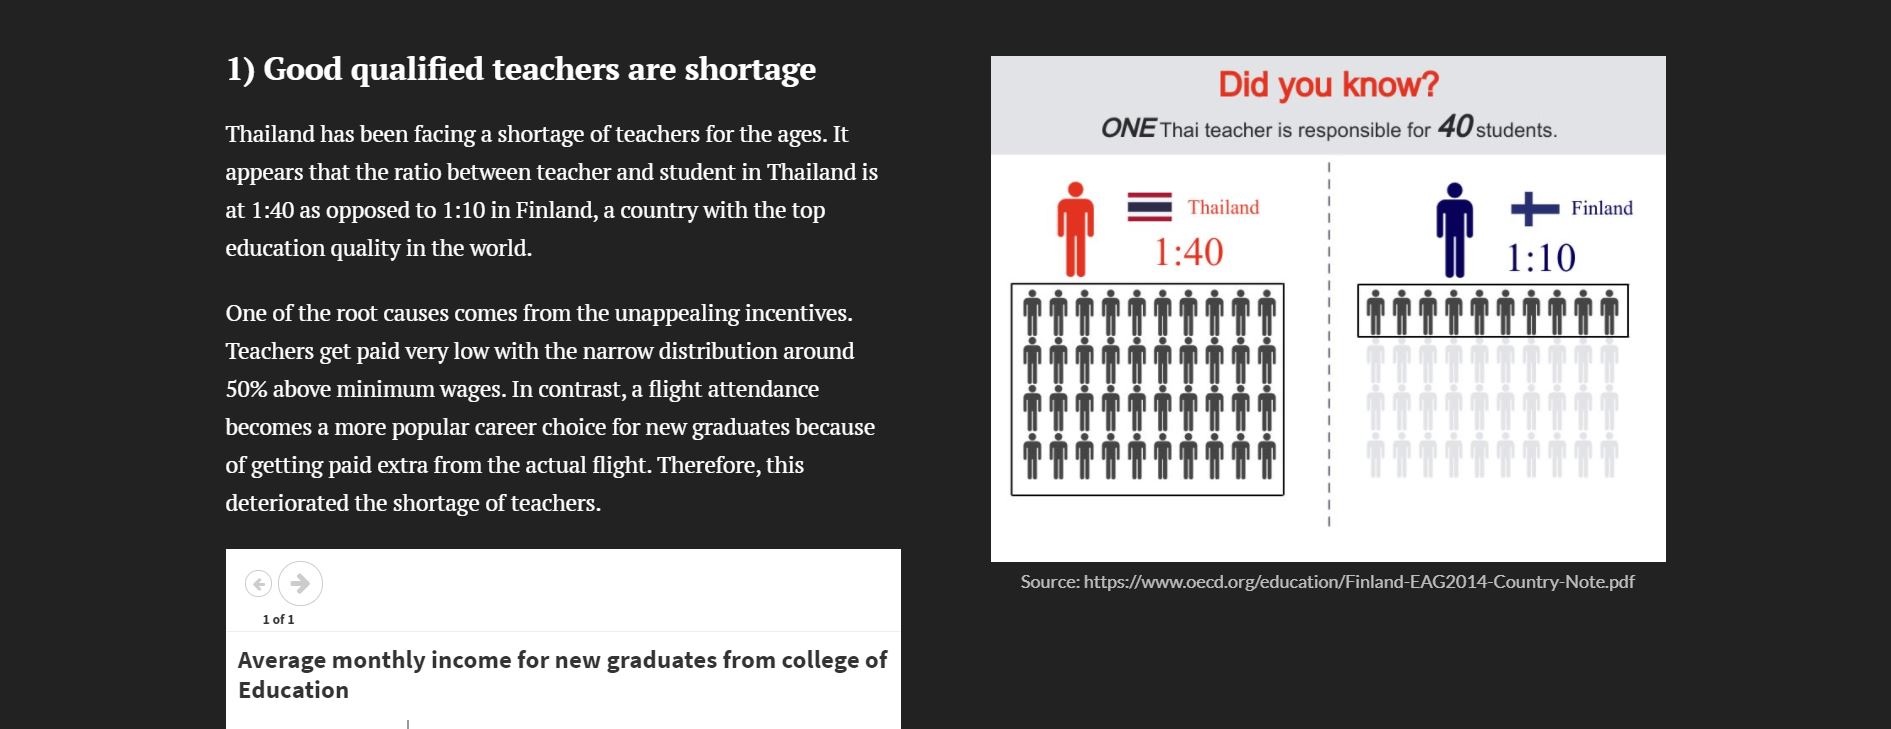 1) Good qualified teachers are shortage
Thailand has been facing a shortage of teachers for the ages. It
appears that the ratio between teacher and student in Thailand is
at 1:40 as opposed to 1:10 in Finland, a country with the top
education quality in the world.
One of the root causes comes from the unappealing incentives.
Teachers get paid very low with the narrow distribution around
50% above minimum wages. In contrast, a flight attendance
becomes a more popular career choice for new graduates because
of getting paid extra from the actual flight. Therefore, this
deteriorated the shortage of teachers.
1 of 1
Average monthly income for new graduates from college of
Education
Did you know?
ONE Thai teacher is responsible for 40 students.
Thailand
1:40
Finland
1:10
Source: https://www.oecd.org/education/Finland-EAG2014-Country-Note.pdf